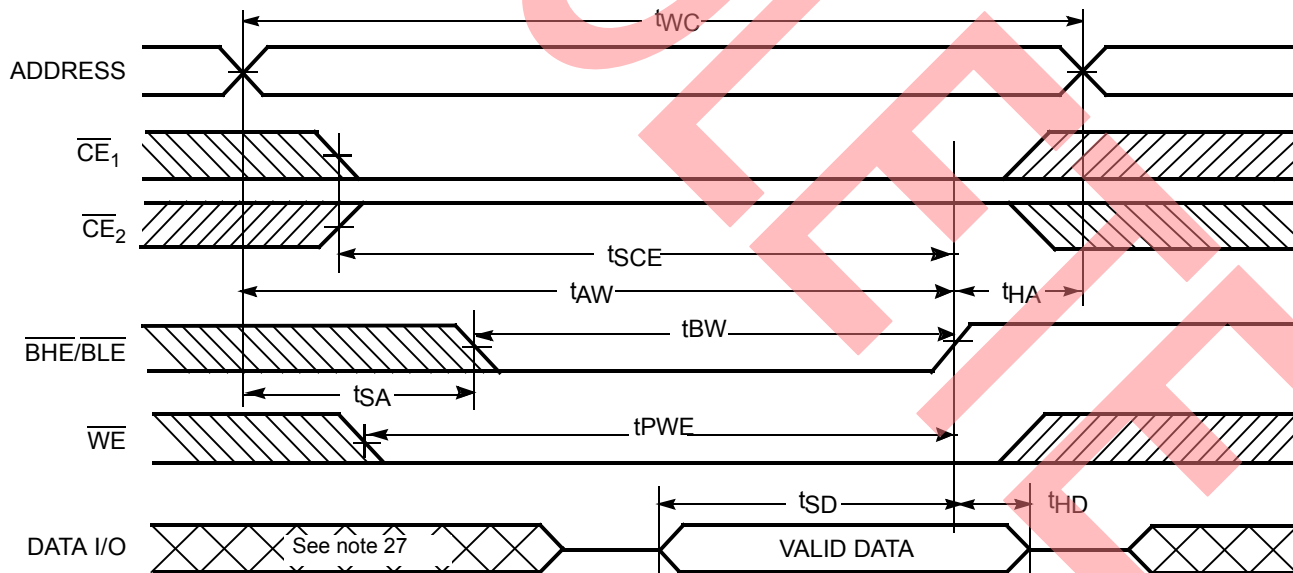 tWC
ADDRESS
CE1
CE2
tSCE
tAW
tHA
BHE/BLE
tBW
tSA
WE
tPWE
tSD
tHD
DATA I/O
See note 27
VALID DATA